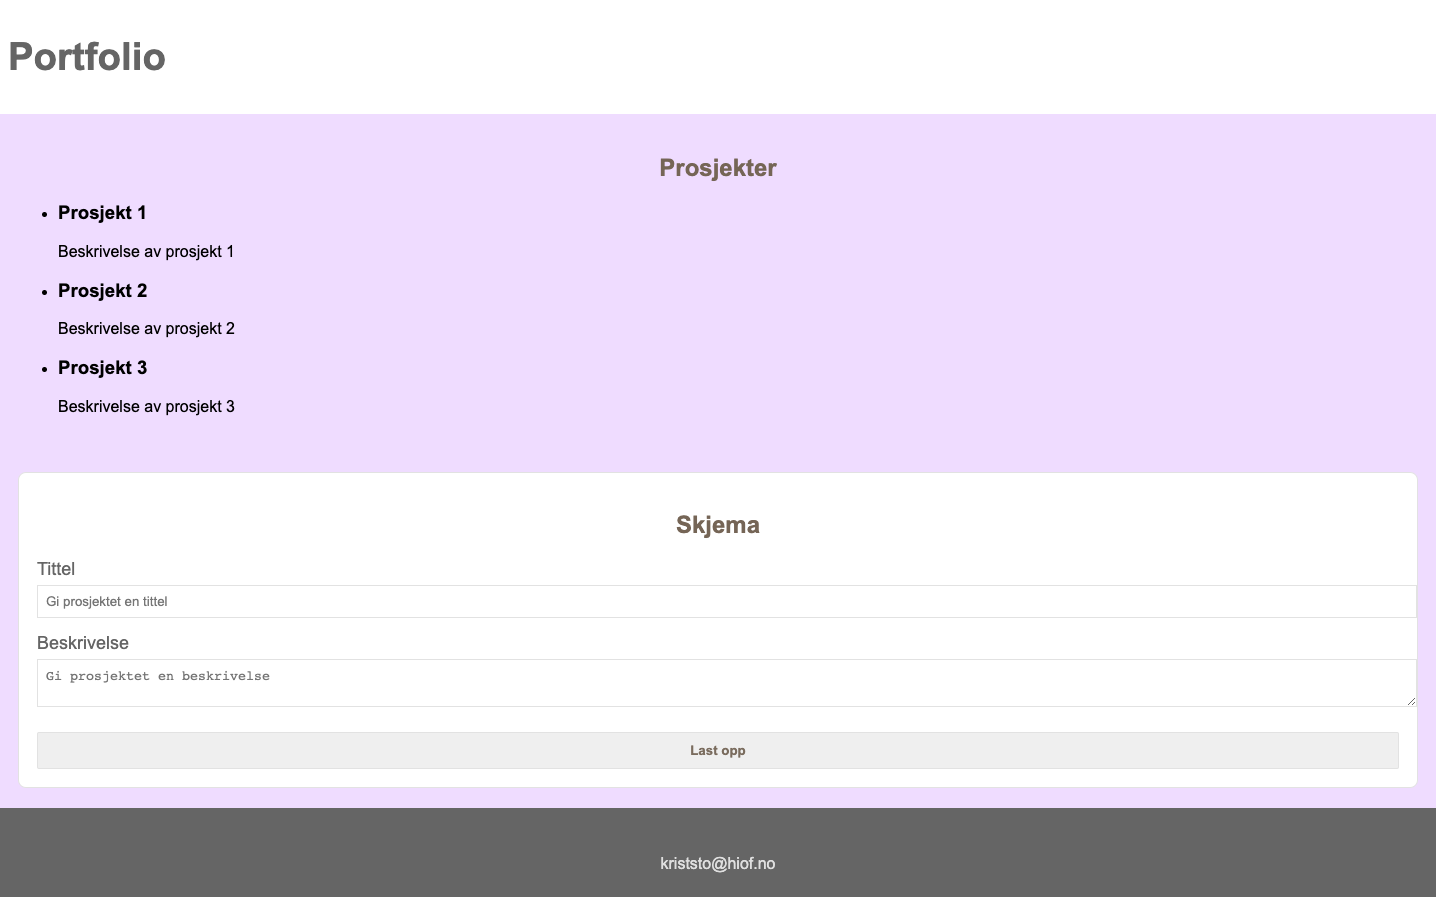 Portfolio
Prosjekter
Prosjekt 1
Beskrivelse av prosjekt 1
Prosjekt 2
Beskrivelse av prosjekt 2
Prosjekt 3
Beskrivelse av prosjekt 3
Skjema
Tittel
Gi prosjektet en tittel
Beskrivelse
Gi prosjektet en beskrivelse
Last opp
kriststo@hiof.no